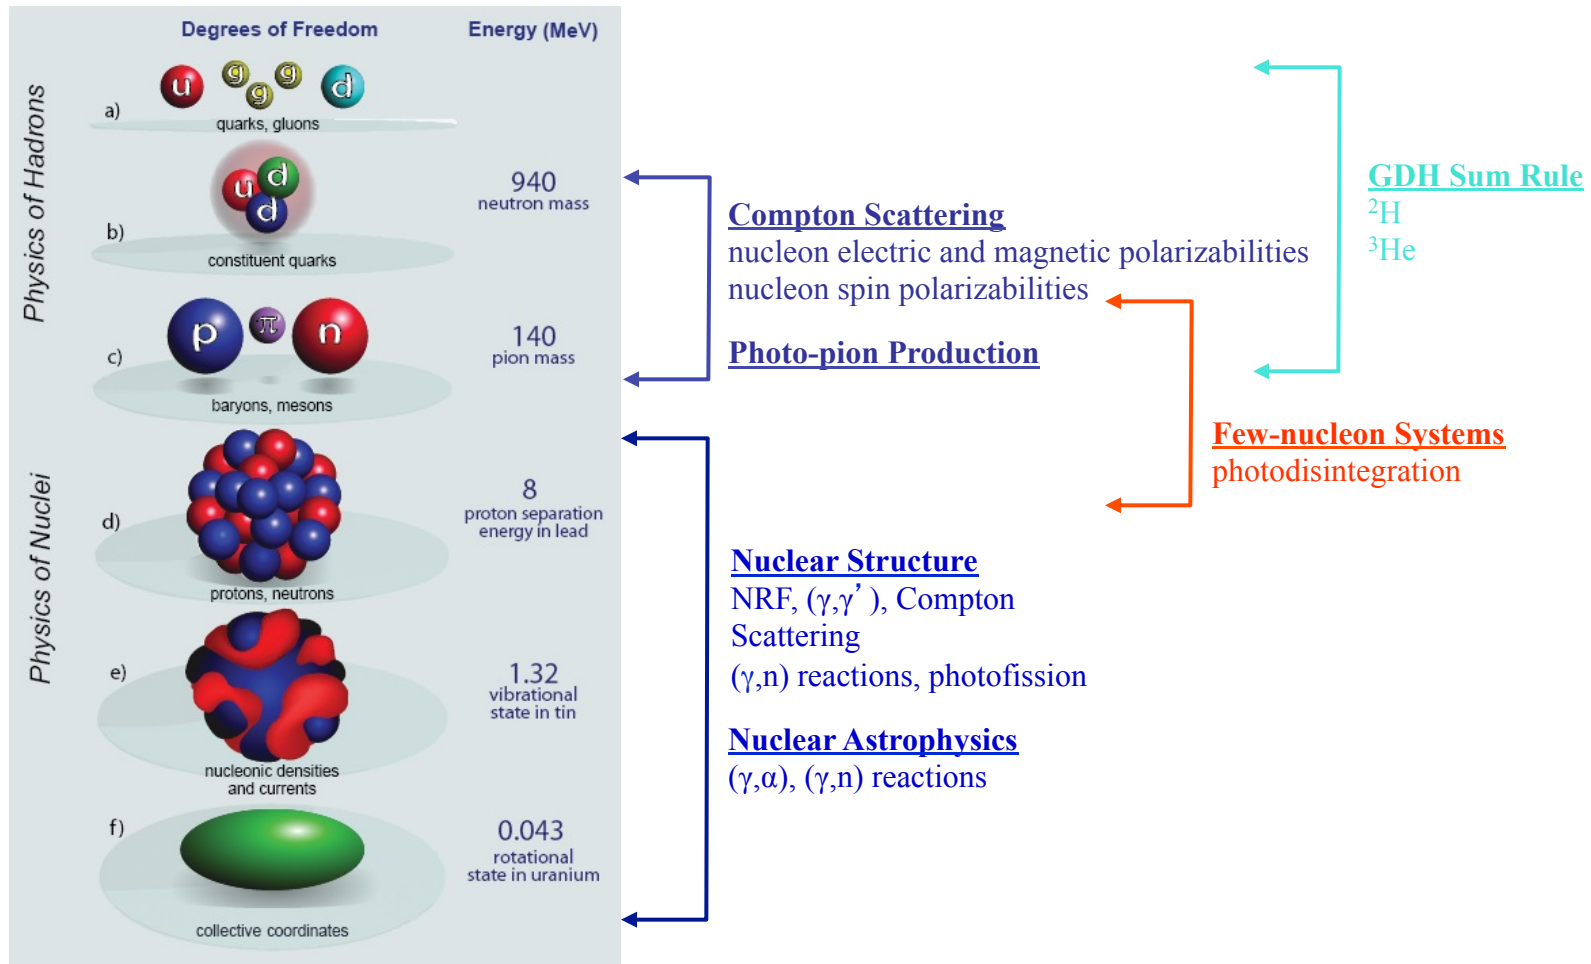 Degrees of Freedom
Energy (MeV)
Physics of Hadrons
u g g g d
a)
quarks, gluons
u d d
b)
constituent quarks
940
neutron mass
p π n
c)
baryons, mesons
140
pion mass
Physics of Nuclei
d)
protons, neutrons
8
proton separation
energy in lead
e)
nucleonic densities
and currents
1.32
vibrational
state in tin
f)
collective coordinates
0.043
rotational
state in uranium
Compton Scattering
nucleon electric and magnetic polarizabilities
nucleon spin polarizabilities
Photo-pion Production
Nuclear Structure
NRF, (γ,γ’ ), Compton
Scattering
(γ,n) reactions, photofission
Nuclear Astrophysics
(γ,α), (γ,n) reactions
GDH Sum Rule
²H
³He
Few-nucleon Systems
photodisintegration